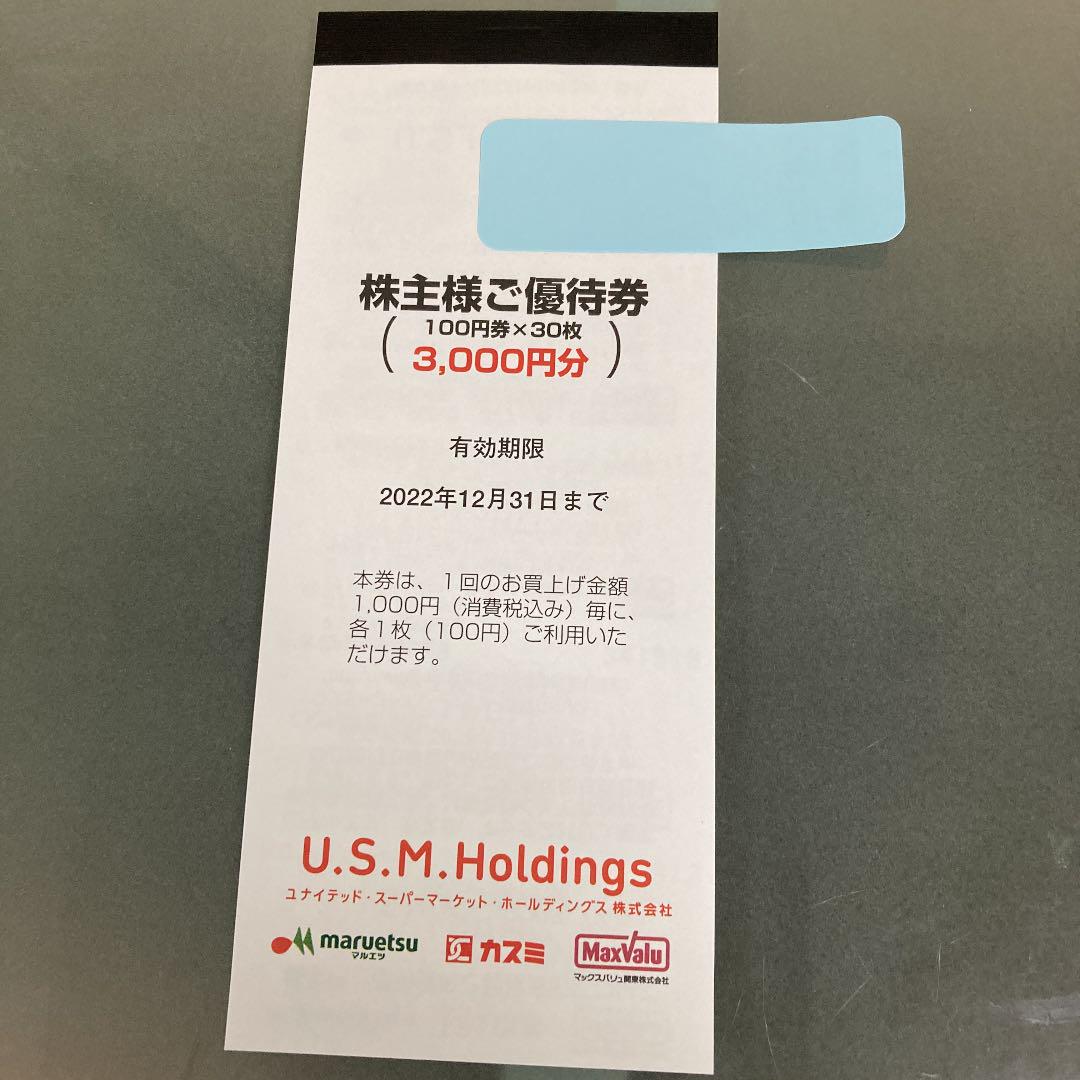 株主様ご優待券
(100円券×30枚
3,000円分)
有効期限
2022年12月31日まで
本券は、1回のお買上げ金額
1,000円(消費税込み)毎に、
各1枚(100円)ご利用いた
だけます。
U.S.M.Holdings
ユナイテッド・スーパーマーケット・ホールディングス 株式会社
maruetsu カスミ MaxValu
マルエツ マックスバリュ関東株式会社